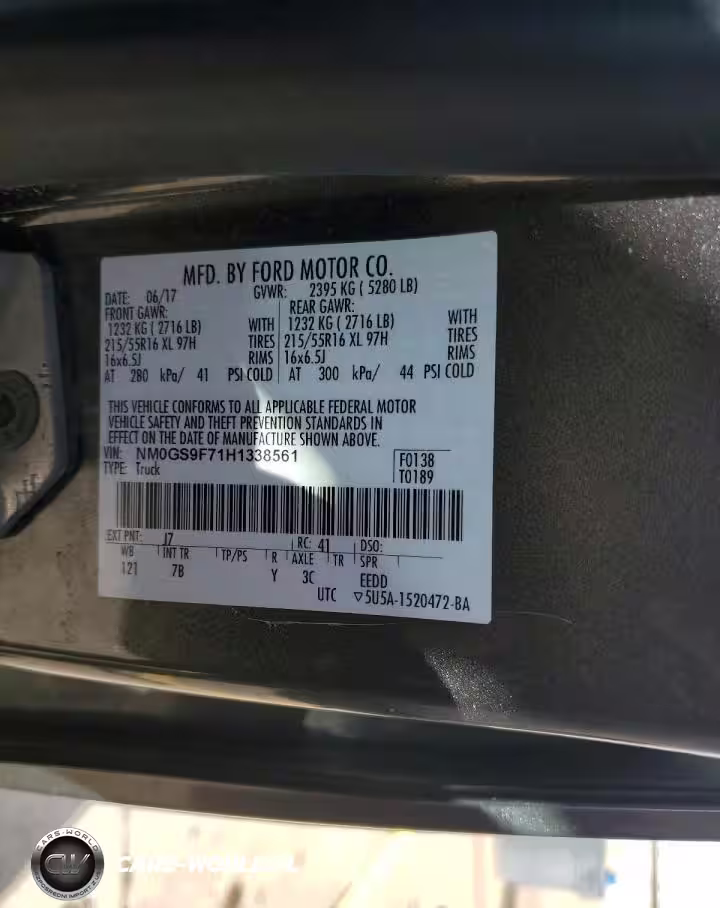 MFD. BY FORD MOTOR CO.
DATE: 06/17 GVWR: 2395 KG ( 5280 LB)
FRONT GAWR: REAR GAWR:
1232 KG ( 2716 LB) WITH 1232 KG ( 2716 LB) WITH
215/55R16 XL 97H TIRES 215/55R16 XL 97H TIRES
16x6.5J RIMS 16x6.5J RIMS
AT 280 kPa/ 41 PSI COLD AT 300 kPa/ 44 PSI COLD
THIS VEHICLE CONFORMS TO ALL APPLICABLE FEDERAL MOTOR
VEHICLE SAFETY AND THEFT PREVENTION STANDARDS IN
EFFECT ON THE DATE OF MANUFACTURE SHOWN ABOVE.
VIN: NM0GS9F71H1338561 F0138
TYPE: Truck T0189
EXT PNT: J7 RC: 41 DSO:
WB INT TR TP/PS R AXLE TR SPR
121 7B Y 3C EEDD
UTC ▽5U5A-1520472-BA
CARS-WORLD
CW